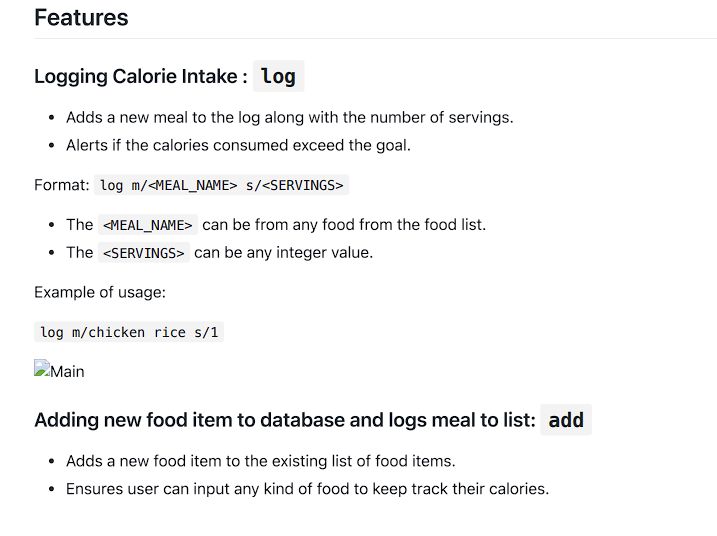 Features
Logging Calorie Intake : log
Adds a new meal to the log along with the number of servings.
Alerts if the calories consumed exceed the goal.
Format: log m/<MEAL_NAME> s/<SERVINGS>
The <MEAL_NAME> can be from any food from the food list.
The <SERVINGS> can be any integer value.
Example of usage:
log m/chicken rice s/1
Main
Adding new food item to database and logs meal to list: add
Adds a new food item to the existing list of food items.
Ensures user can input any kind of food to keep track their calories.